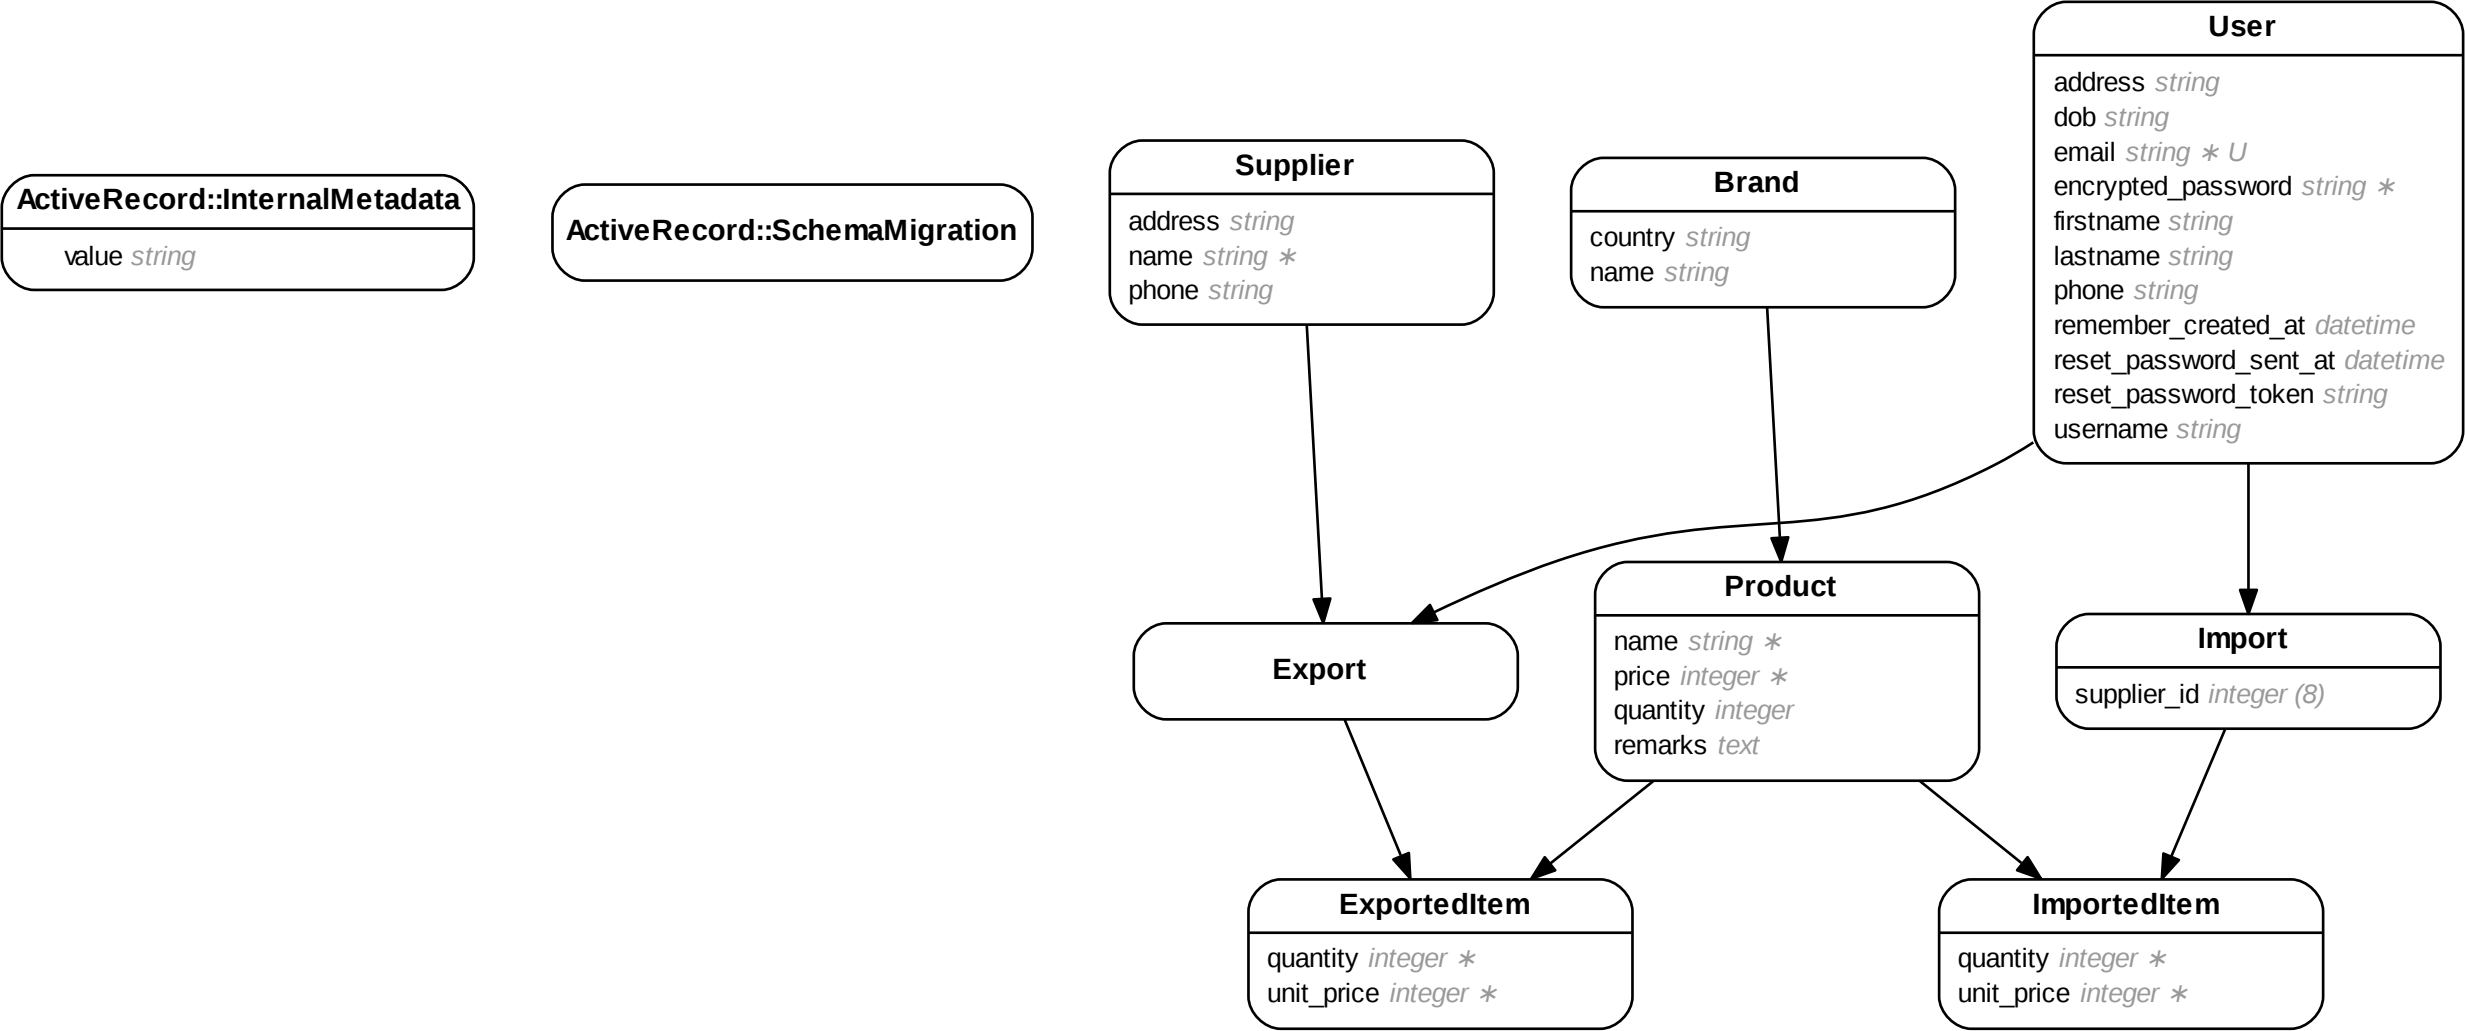 ActiveRecord::InternalMetadata
value string
ActiveRecord::SchemaMigration
Supplier
address string
name string ∗
phone string
Brand
country string
name string
User
address string
dob string
email string ∗ U
encrypted_password string ∗
firstname string
lastname string
phone string
remember_created_at datetime
reset_password_sent_at datetime
reset_password_token string
username string
Export
Product
name string ∗
price integer ∗
quantity integer
remarks text
Import
supplier_id integer (8)
ExportedItem
quantity integer ∗
unit_price integer ∗
ImportedItem
quantity integer ∗
unit_price integer ∗